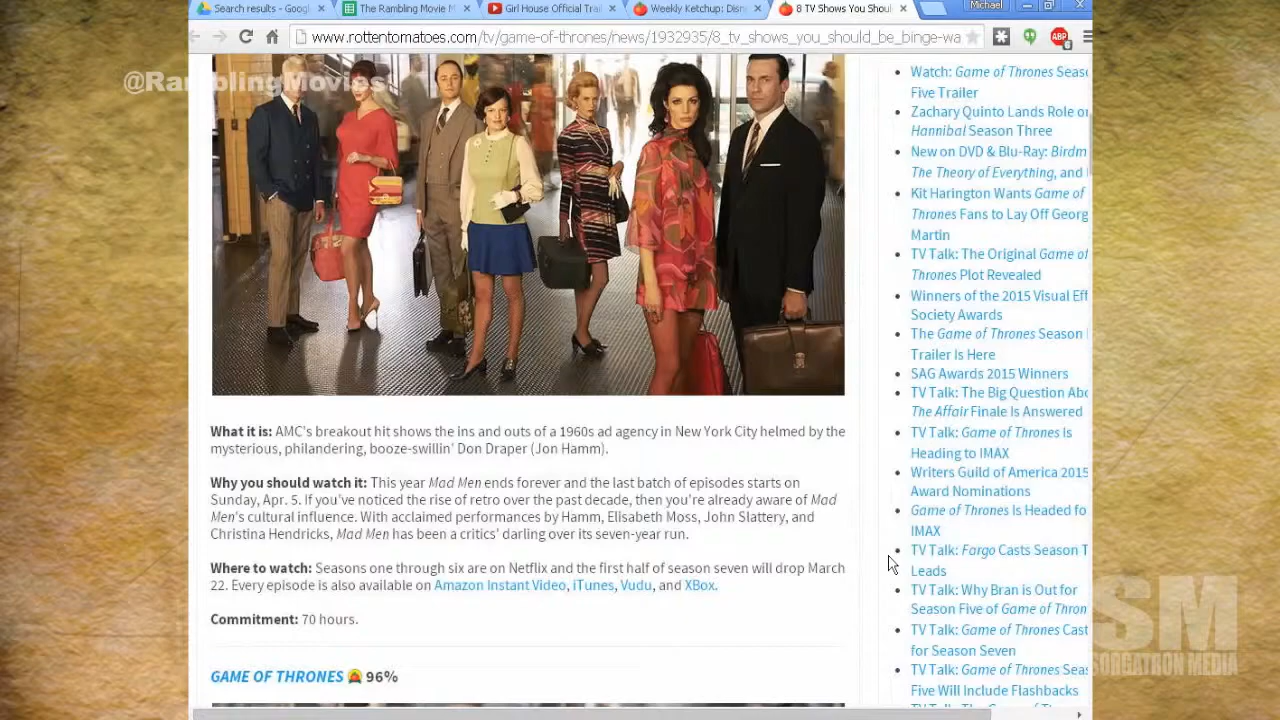 Search results - Goog
The Rambling Movie M
Girl House Official Trai
Weekly Ketchup: Disn
8 TV Shows You Shou
Michael
www.rottentomatoes.com/tv/game-of-thrones/news/1932935/8_tv_shows_you_should_be_binge-wa
ABP
6
@RamblingMovies
What it is: AMC's breakout hit shows the ins and outs of a 1960s ad agency in New York City helmed by the
mysterious, philandering, booze-swillin' Don Draper (Jon Hamm).
Why you should watch it: This year Mad Men ends forever and the last batch of episodes starts on
Sunday, Apr. 5. If you've noticed the rise of retro over the past decade, then you're already aware of Mad
Men's cultural influence. With acclaimed performances by Hamm, Elisabeth Moss, John Slattery, and
Christina Hendricks, Mad Men has been a critics' darling over its seven-year run.
Where to watch: Seasons one through six are on Netflix and the first half of season seven will drop March
22. Every episode is also available on Amazon Instant Video, iTunes, Vudu, and XBox.
Commitment: 70 hours.
GAME OF THRONES 96%
Watch: Game of Thrones Seas
Five Trailer
Zachary Quinto Lands Role or
Hannibal Season Three
New on DVD & Blu-Ray: Birdm
The Theory of Everything, and
Kit Harington Wants Game of
Thrones Fans to Lay Off Georg
Martin
TV Talk: The Original Game of
Thrones Plot Revealed
Winners of the 2015 Visual Eff
Society Awards
The Game of Thrones Season
Trailer Is Here
SAG Awards 2015 Winners
TV Talk: The Big Question Abo
The Affair Finale Is Answered
TV Talk: Game of Thrones Is
Heading to IMAX
Writers Guild of America 2015
Award Nominations
Game of Thrones Is Headed fo
IMAX
TV Talk: Fargo Casts Season T
Leads
TV Talk: Why Bran is Out for
Season Five of Game of Thron
TV Talk: Game of Thrones Cast
for Season Seven
TV Talk: Game of Thrones Seas
Five Will Include Flashbacks
SM
SORGATRON MEDIA